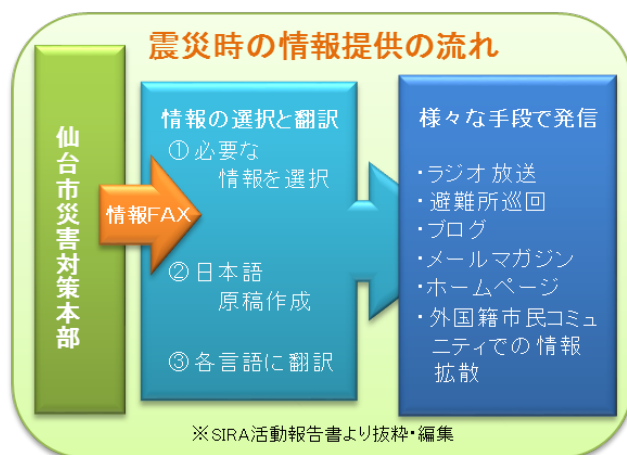 震災時の情報提供の流れ
仙台市災害対策本部
情報FAX
情報の選択と翻訳
①必要な
情報を選択
②日本語
原稿作成
③各言語に翻訳
様々な手段で発信
・ラジオ放送
・避難所巡回
・ブログ
・メールマガジン
・ホームページ
・外国籍市民コミュ
ニティでの情報
拡散
※SIRA活動報告書より抜粋・編集